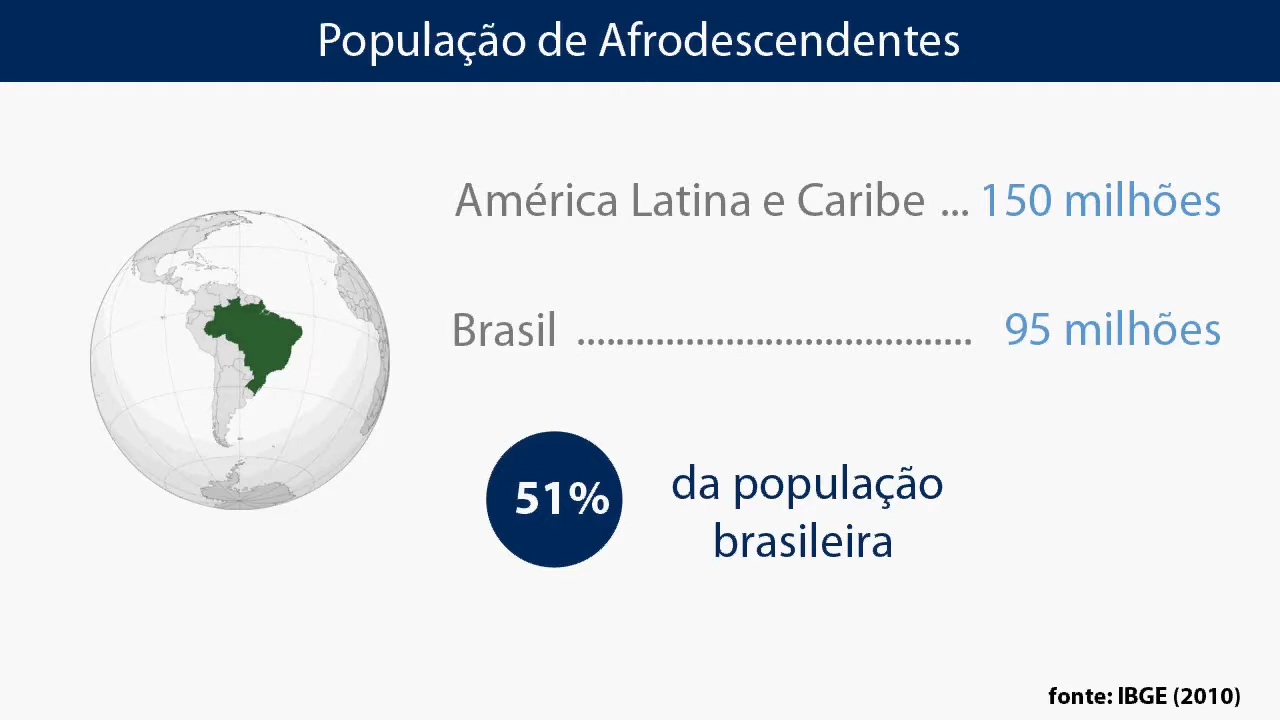 População de Afrodescendentes
América Latina e Caribe ... 150 milhões
Brasil ........................................ 95 milhões
51%
da população
brasileira
fonte: IBGE (2010)